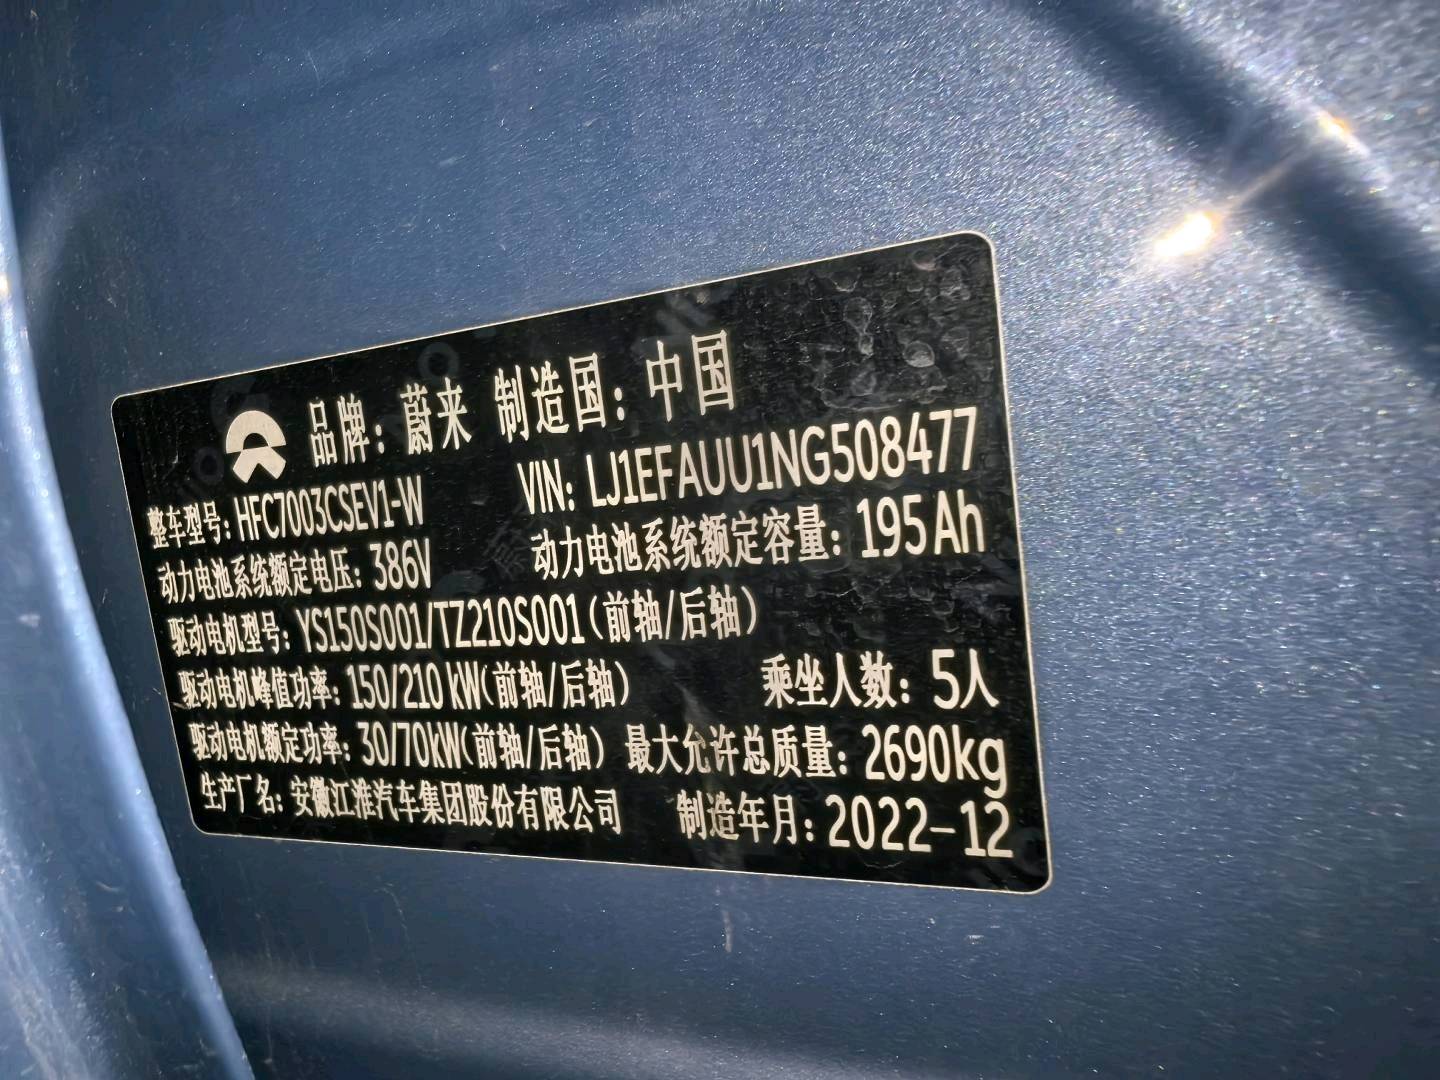 品牌：蔚来 制造国：中国
整车型号：HFC7003CSEV1-W VIN：LJ1EFAUU1NG508477
动力电池系统额定电压：386V 动力电池系统额定容量：195Ah
驱动电机型号：YS150S001/TZ210S001（前轴/后轴）
驱动电机峰值功率：150/210 kW（前轴/后轴） 乘坐人数：5人
驱动电机额定功率：30/70kW（前轴/后轴） 最大允许总质量：2690kg
生产厂名：安徽江淮汽车集团股份有限公司 制造年月：2022-12